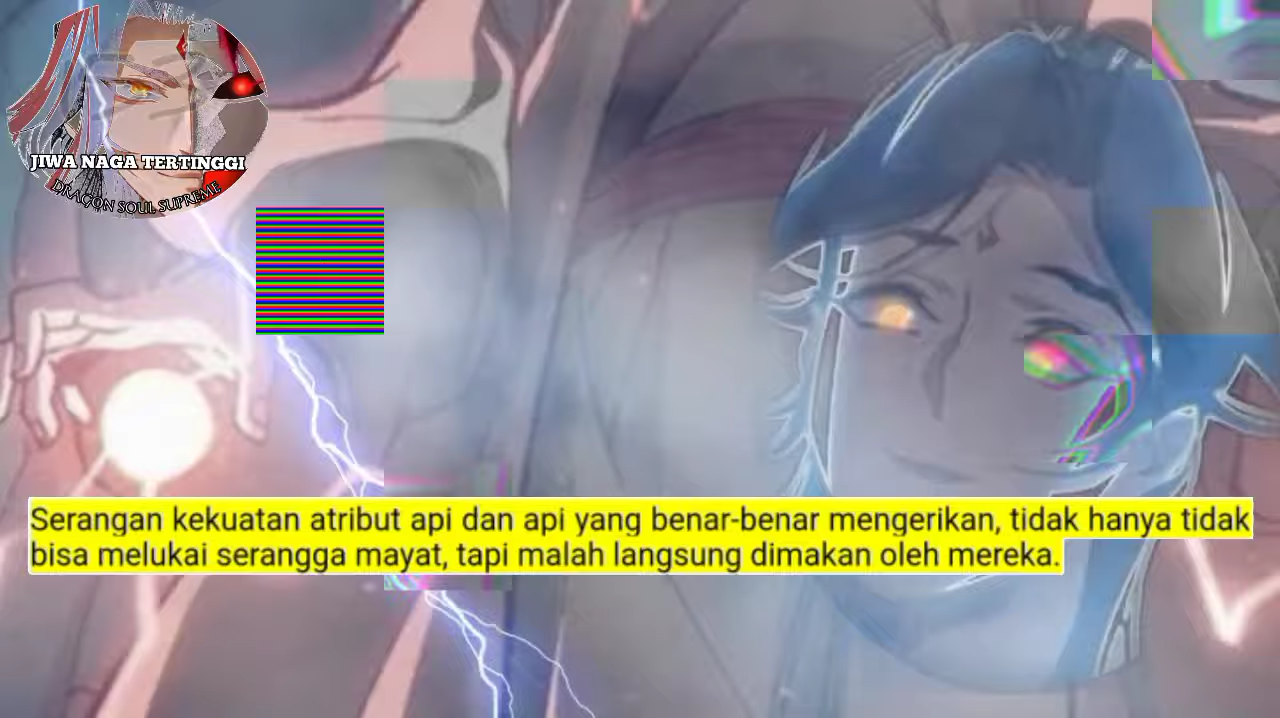 JIWA NAGA TERTINGGI
DRAGON SOUL SUPREME
Serangan kekuatan atribut api dan api yang benar-benar mengerikan, tidak hanya tidak
bisa melukai serangga mayat, tapi malah langsung dimakan oleh mereka.